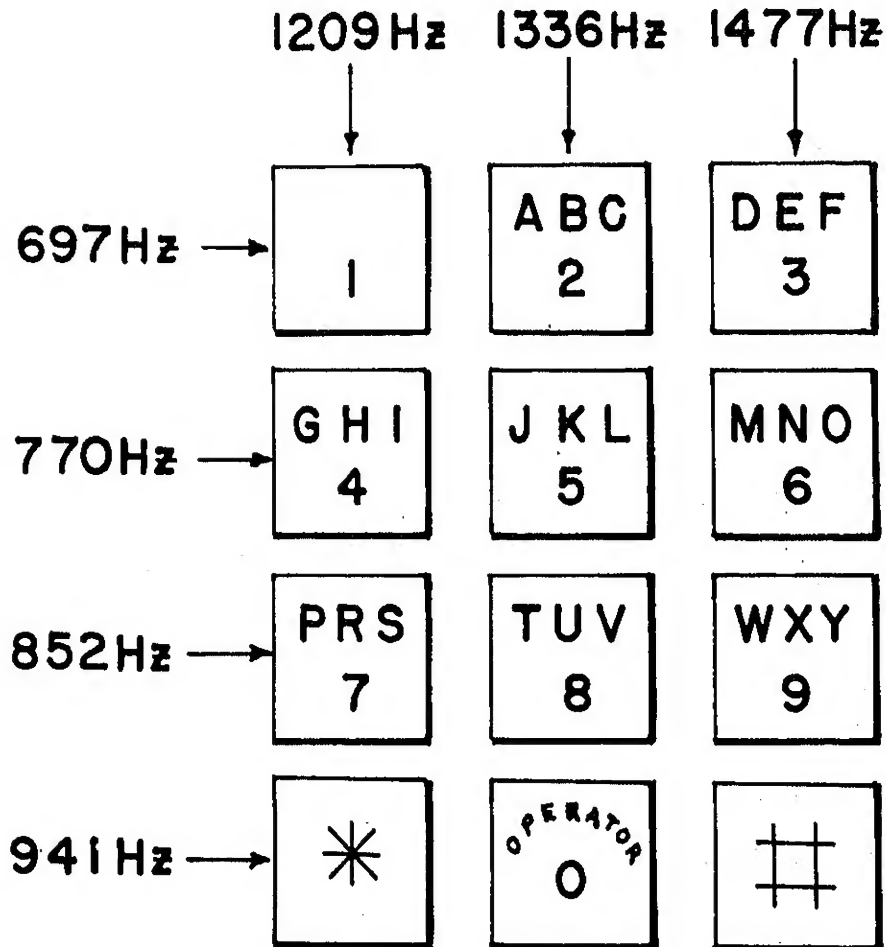 1209Hz 1336Hz 1477Hz
ABC DEF
697Hz 1 2 3
GHI JKL MNO
770Hz 4 5 6
PRS TUV WXY
852Hz 7 8 9
OPERATOR
941Hz * 0 #